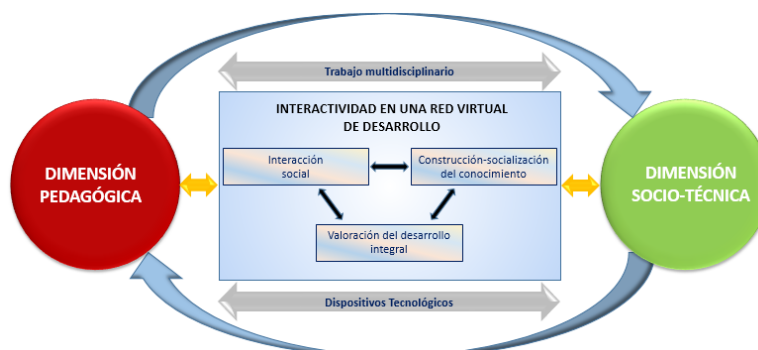 Trabajo multidisciplinario
INTERACTIVIDAD EN UNA RED VIRTUAL
DE DESARROLLO
DIMENSIÓN
PEDAGÓGICA
Interacción
social
Construcción-socialización
del conocimiento
DIMENSIÓN
SOCIO-TÉCNICA
Valoración del desarrollo
integral
Dispositivos Tecnológicos